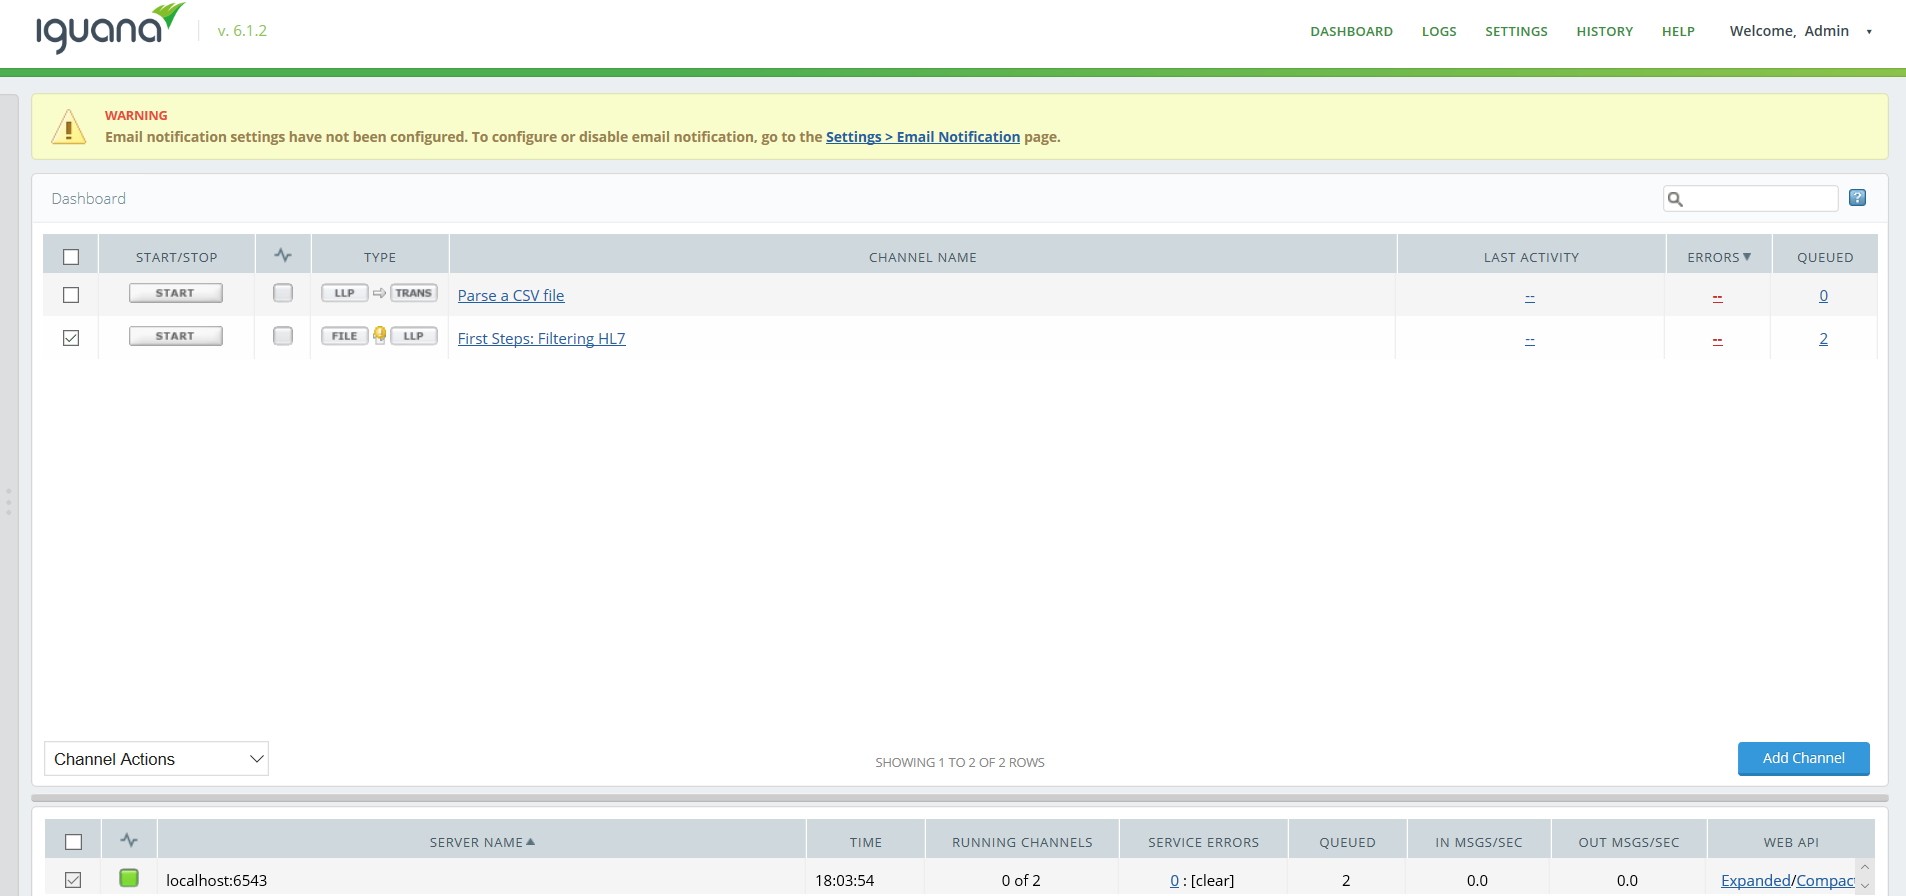 iguana v. 6.1.2 DASHBOARD LOGS SETTINGS HISTORY HELP Welcome, Admin
WARNING
Email notification settings have not been configured. To configure or disable email notification, go to the Settings > Email Notification page.
Dashboard ?
START/STOP TYPE CHANNEL NAME LAST ACTIVITY ERRORS▼ QUEUED
START LLP TRANS Parse a CSV file -- -- 0
START FILE LLP First Steps: Filtering HL7 -- -- 2
Channel Actions SHOWING 1 TO 2 OF 2 ROWS Add Channel
SERVER NAME▲ TIME RUNNING CHANNELS SERVICE ERRORS QUEUED IN MSGS/SEC OUT MSGS/SEC WEB API
localhost:6543 18:03:54 0 of 2 0 : [clear] 2 0.0 0.0 Expanded/Compac